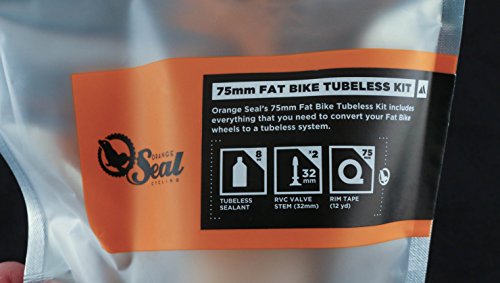 75mm FAT BIKE TUBELESS KIT
Orange Seal's 75mm Fat Bike Tubeless Kit includes
everything that you need to convert your Fat Bike
wheels to a tubeless system.
ORANGE
Seal
CYCLING
8
oz
x2
32
mm
75
mm
TUBELESS
SEALANT
RVC VALVE
STEM (32mm)
RIM TAPE
(12 yd)